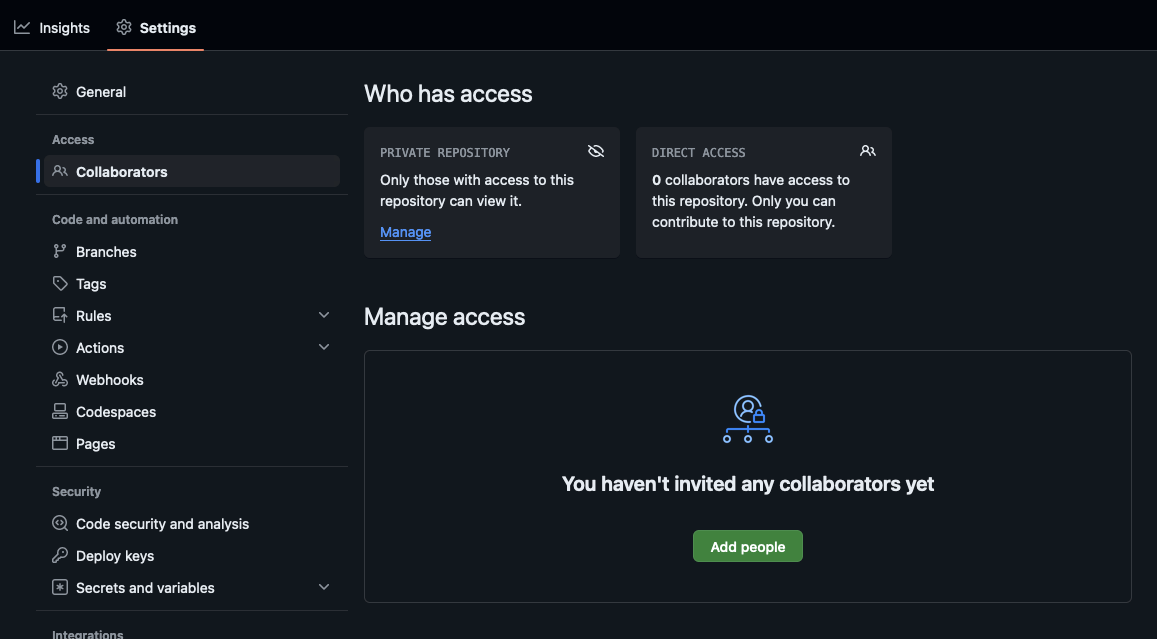 Insights
Settings
General
Access
Collaborators
Code and automation
Branches
Tags
Rules
Actions
Webhooks
Codespaces
Pages
Security
Code security and analysis
Deploy keys
Secrets and variables
Integrations
Who has access
PRIVATE REPOSITORY
Only those with access to this
repository can view it.
Manage
DIRECT ACCESS
0 collaborators have access to
this repository. Only you can
contribute to this repository.
Manage access
You haven't invited any collaborators yet
Add people